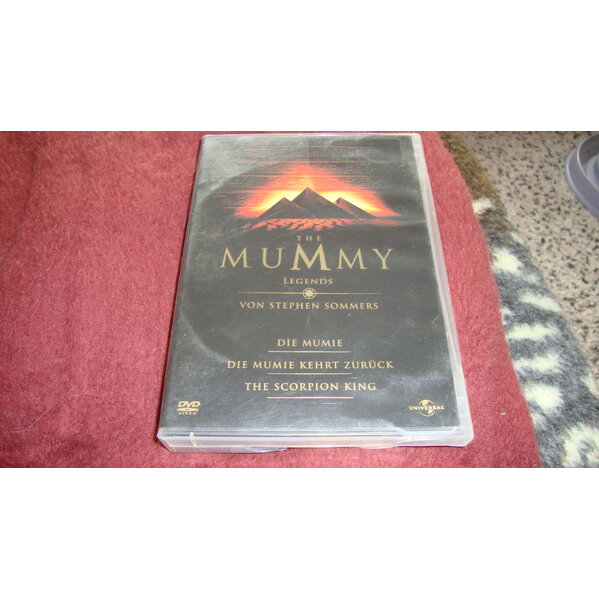 THE
MUMMY
LEGENDS
VON STEPHEN SOMMERS
DIE MUMIE
DIE MUMIE KEHRT ZURÜCK
THE SCORPION KING
DVD
VIDEO
UNIVERSAL